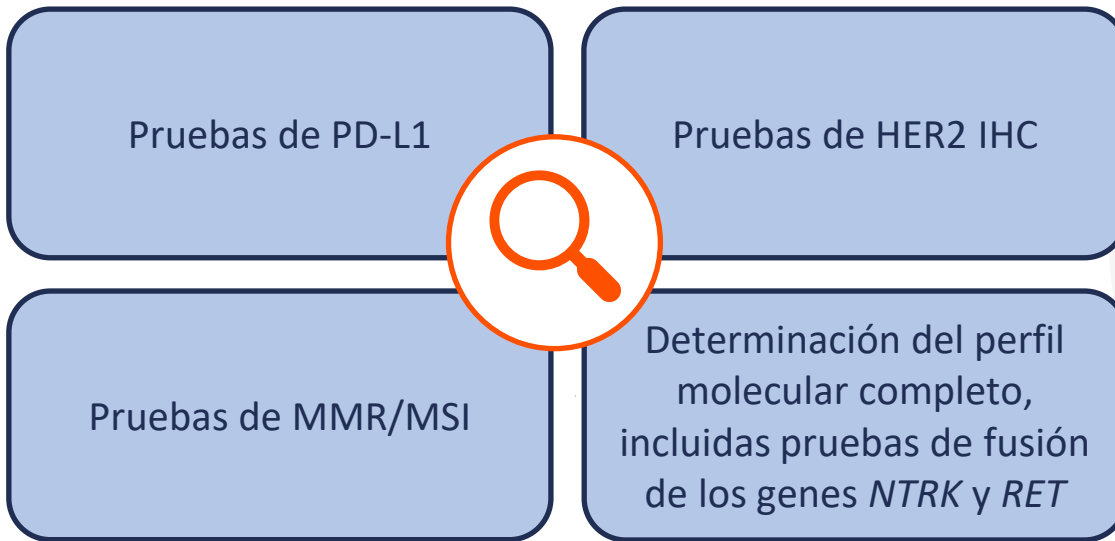 Pruebas de PD-L1
Pruebas de HER2 IHC
Pruebas de MMR/MSI
Determinación del perfil
molecular completo,
incluidas pruebas de fusión
de los genes NTRK y RET